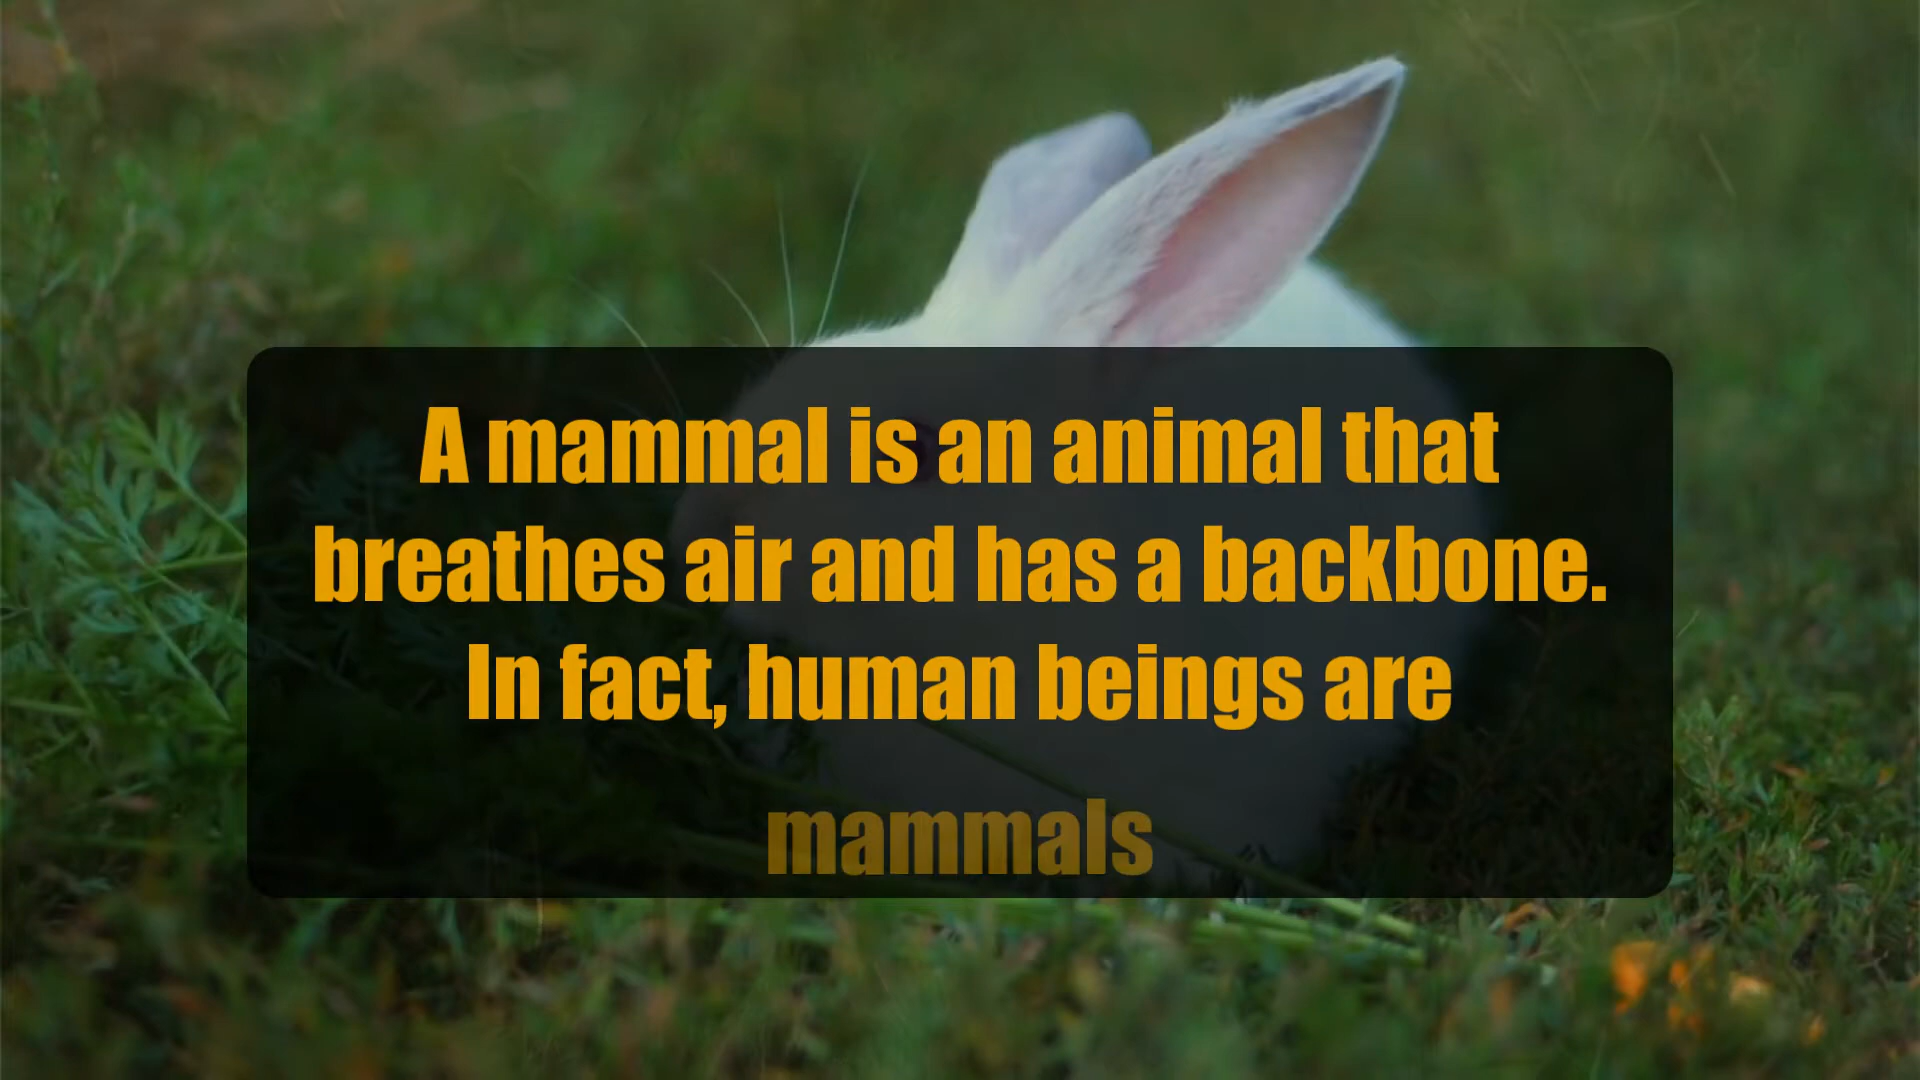 A mammal is an animal that
breathes air and has a backbone.
In fact, human beings are
mammals